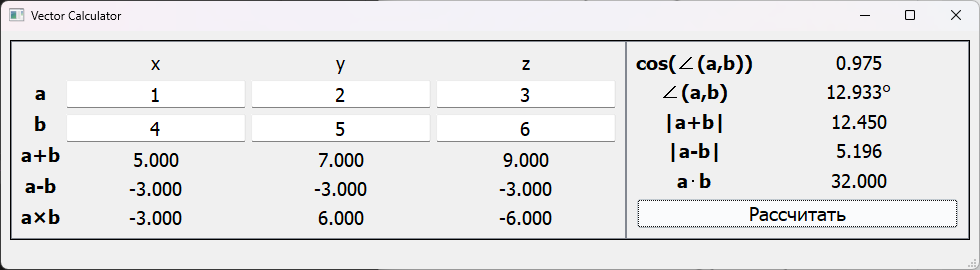 Vector Calculator
x y z
a 1 2 3
b 4 5 6
a+b 5.000 7.000 9.000
a-b -3.000 -3.000 -3.000
a×b -3.000 6.000 -6.000
cos(∠(a,b)) 0.975
∠(a,b) 12.933°
|a+b| 12.450
|a-b| 5.196
a·b 32.000
Рассчитать